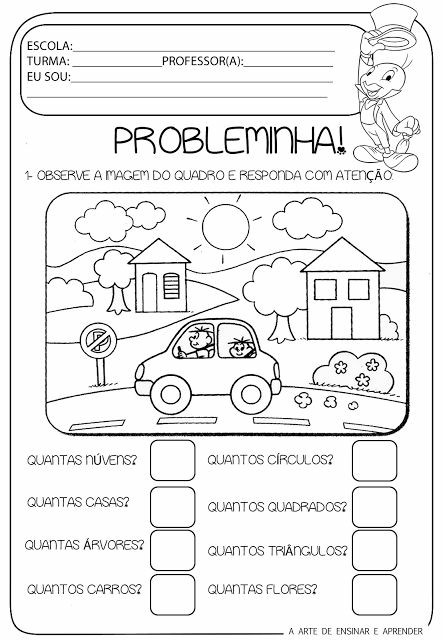 ESCOLA:
TURMA: PROFESSOR(A):
EU SOU:
PROBLEMINHA!
1- OBSERVE A IMAGEM DO QUADRO E RESPONDA COM ATENÇÃO:
P
QUANTAS NÚVENS? QUANTOS CÍRCULOS?
QUANTAS CASAS? QUANTOS QUADRADOS?
QUANTAS ÁRVORES? QUANTOS TRIÂNGULOS?
QUANTOS CARROS? QUANTAS FLORES?
A ARTE DE ENSINAR E APRENDER